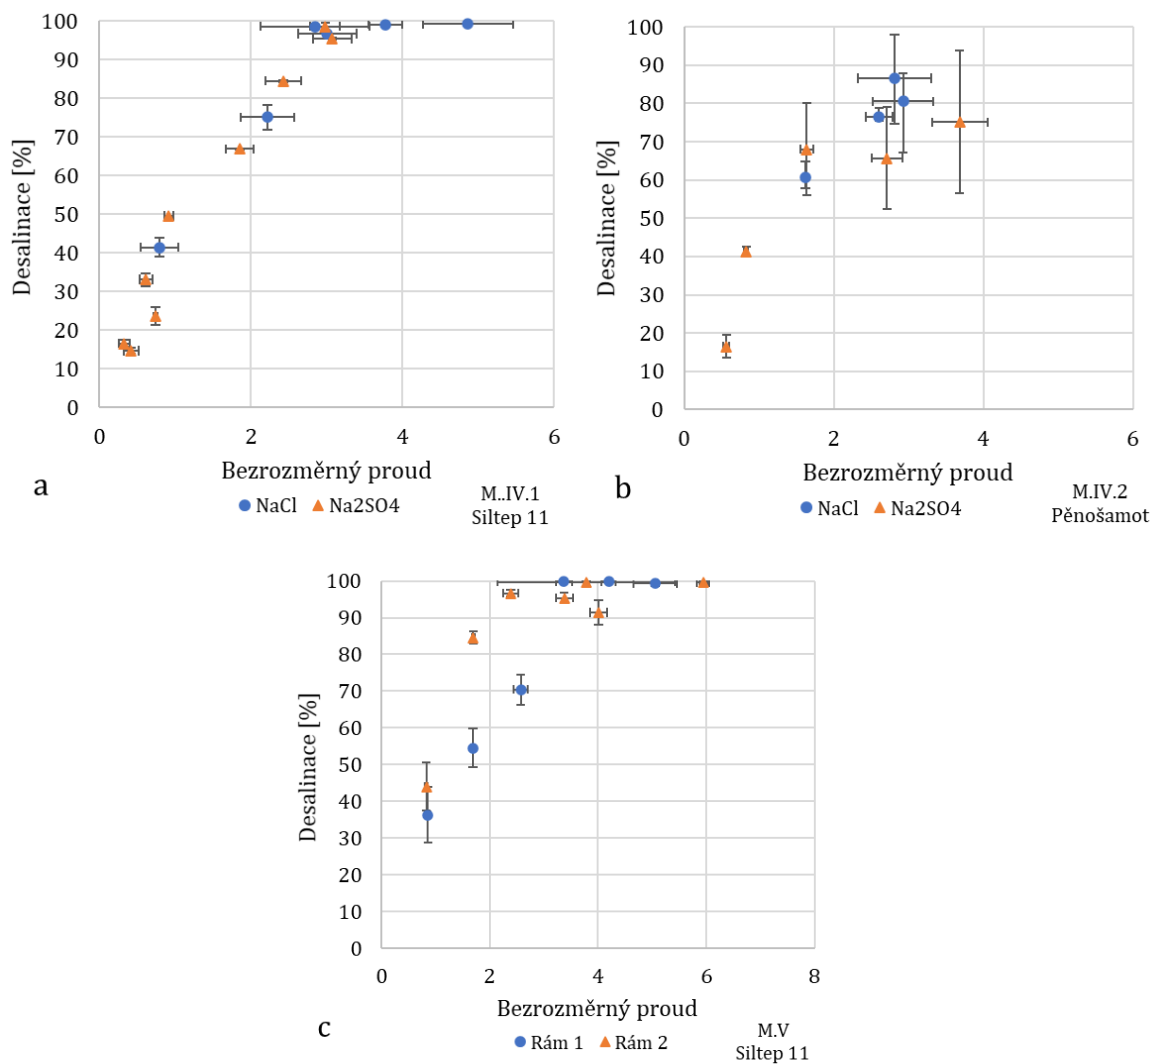 Desalinace [%]
100
90
80
70
60
50
40
30
20
10
0
0 2 4 6
Bezrozměrný proud
a
NaCl Na2SO4
M..IV.1
Siltep 11
Desalinace [%]
100
90
80
70
60
50
40
30
20
10
0
0 2 4 6
Bezrozměrný proud
b
NaCl Na2SO4
M.IV.2
Pěnošamot
Desalinace [%]
100
90
80
70
60
50
40
30
20
10
0
0 2 4 6 8
Bezrozměrný proud
c
Rám 1 Rám 2
M.V
Siltep 11